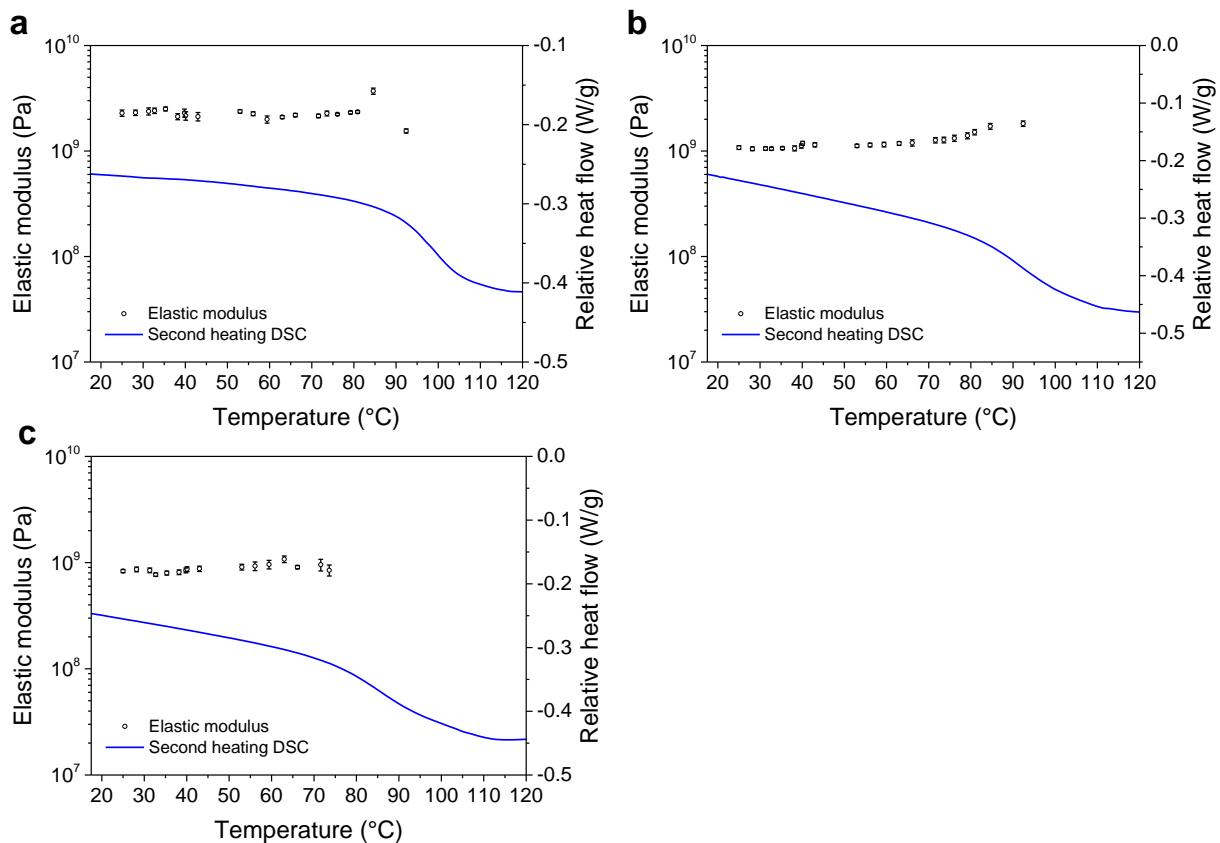 a
10^10
10^9
10^8
10^7
Elastic modulus (Pa)
-0.1
-0.2
-0.3
-0.4
-0.5
Relative heat flow (W/g)
Elastic modulus
Second heating DSC
20 30 40 50 60 70 80 90 100 110 120
Temperature (°C)
b
10^10
10^9
10^8
10^7
Elastic modulus (Pa)
0.0
-0.1
-0.2
-0.3
-0.4
-0.5
Relative heat flow (W/g)
Elastic modulus
Second heating DSC
20 30 40 50 60 70 80 90 100 110 120
Temperature (°C)
c
10^10
10^9
10^8
10^7
Elastic modulus (Pa)
0.0
-0.1
-0.2
-0.3
-0.4
-0.5
Relative heat flow (W/g)
Elastic modulus
Second heating DSC
20 30 40 50 60 70 80 90 100 110 120
Temperature (°C)